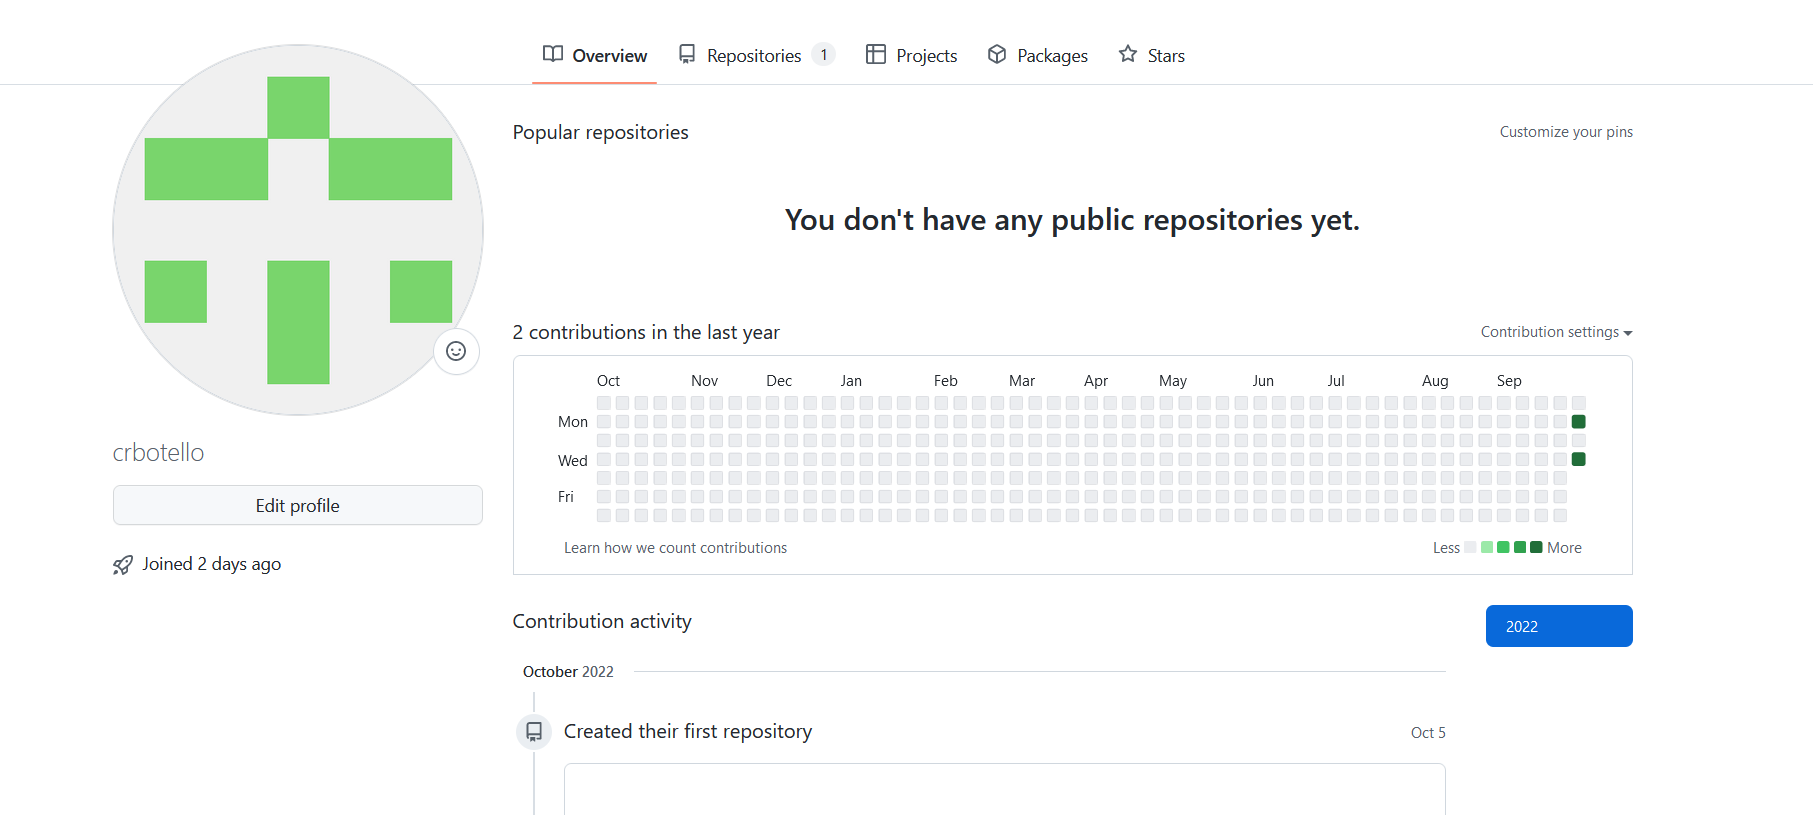 Overview Repositories 1 Projects Packages Stars
Popular repositories Customize your pins
You don't have any public repositories yet.
2 contributions in the last year Contribution settings
Oct Nov Dec Jan Feb Mar Apr May Jun Jul Aug Sep
Mon
Wed
Fri
Learn how we count contributions Less More
crbotello
Edit profile
Joined 2 days ago
Contribution activity 2022
October 2022
Created their first repository Oct 5